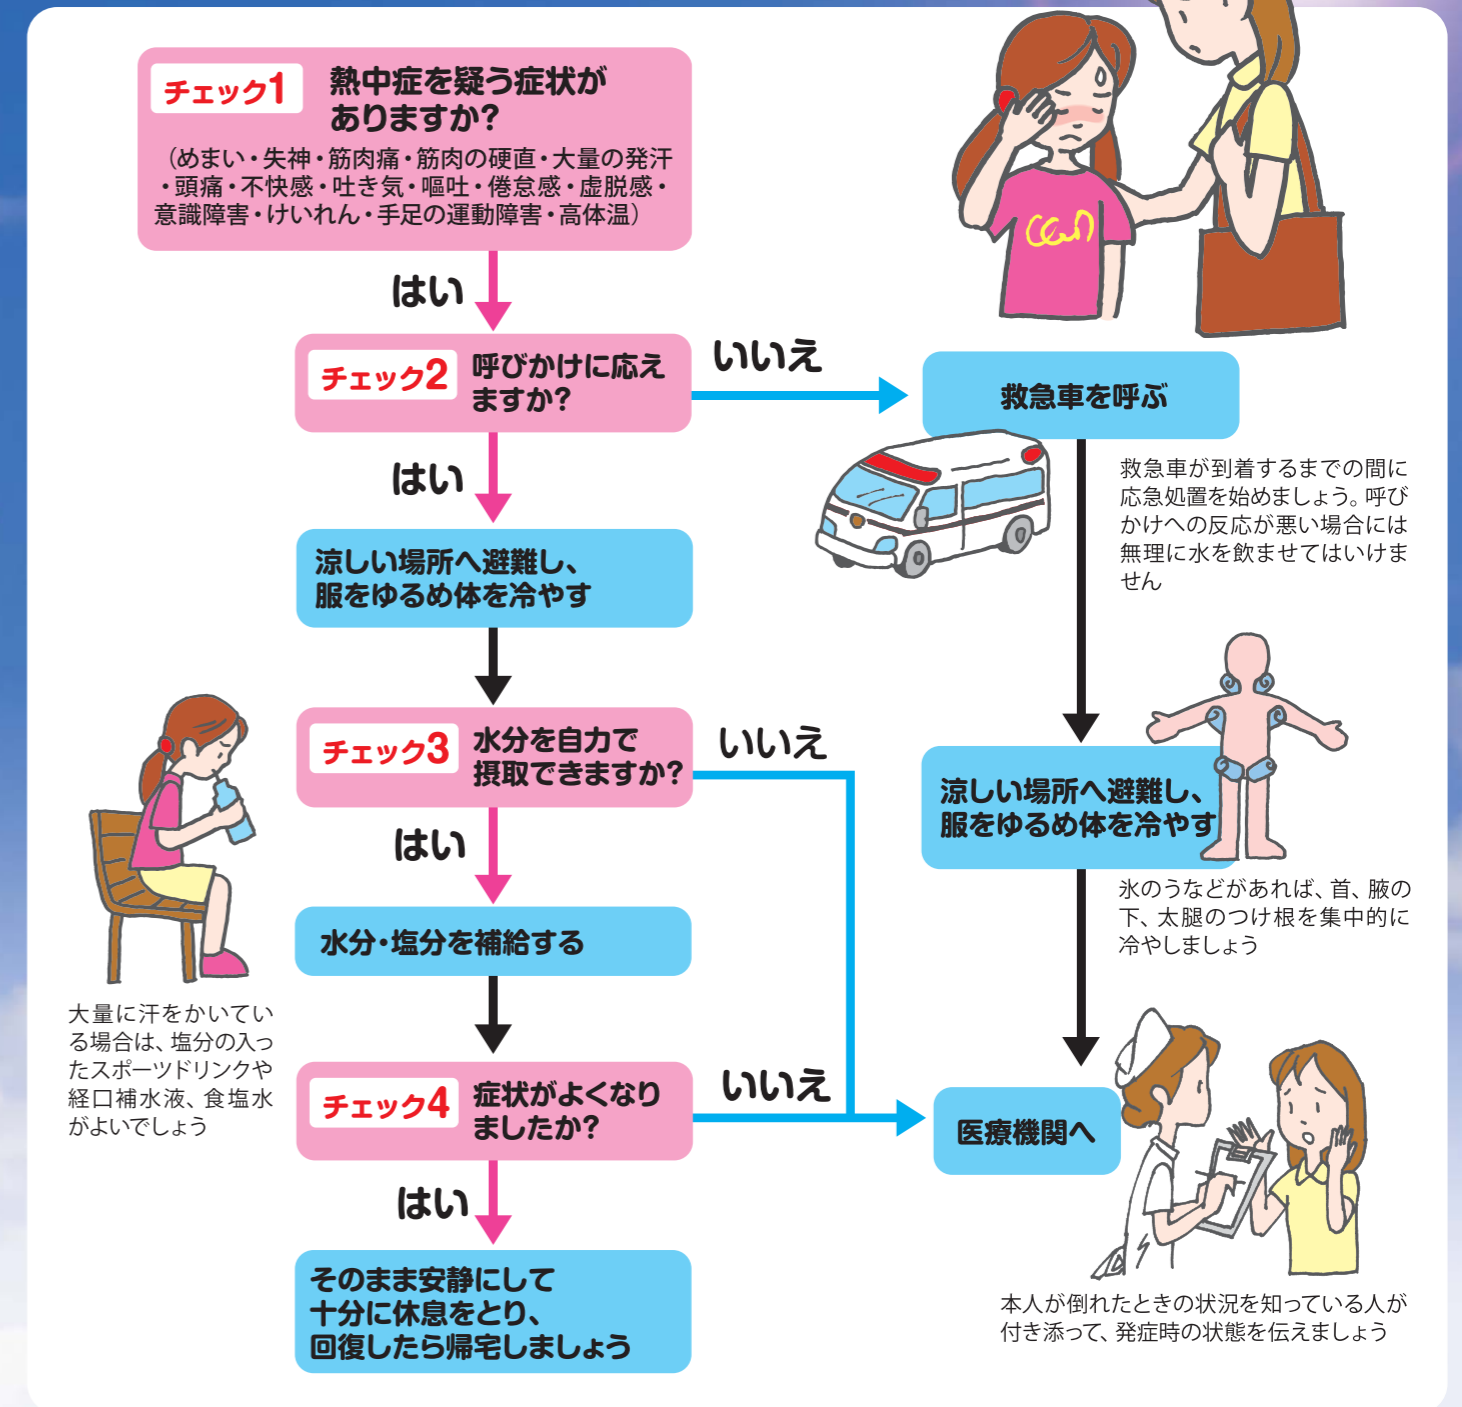 チェック1
熱中症を疑う症状が
ありますか?
(めまい・失神・筋肉痛・筋肉の硬直・大量の発汗
・頭痛・不快感・吐き気・嘔吐・倦怠感・虚脱感・
意識障害・けいれん・手足の運動障害・高体温)
はい
チェック2
呼びかけに応え
ますか?
いいえ
救急車を呼ぶ
救急車が到着するまでの間に
応急処置を始めましょう。呼び
かけへの反応が悪い場合には
無理に水を飲ませてはいけま
せん
はい
涼しい場所へ避難し、
服をゆるめ体を冷やす
チェック3
水分を自力で
摂取できますか?
いいえ
涼しい場所へ避難し、
服をゆるめ体を冷やす
氷のうなどがあれば、首、腋の
下、太腿のつけ根を集中的に
冷やしましょう
はい
水分・塩分を補給する
大量に汗をかいてい
る場合は、塩分の入っ
たスポーツドリンクや
経口補水液、食塩水
がよいでしょう
チェック4
症状がよくなり
ましたか?
いいえ
医療機関へ
本人が倒れたときの状況を知っている人が
付き添って、発症時の状態を伝えましょう
はい
そのまま安静にして
十分に休息をとり、
回復したら帰宅しましょう